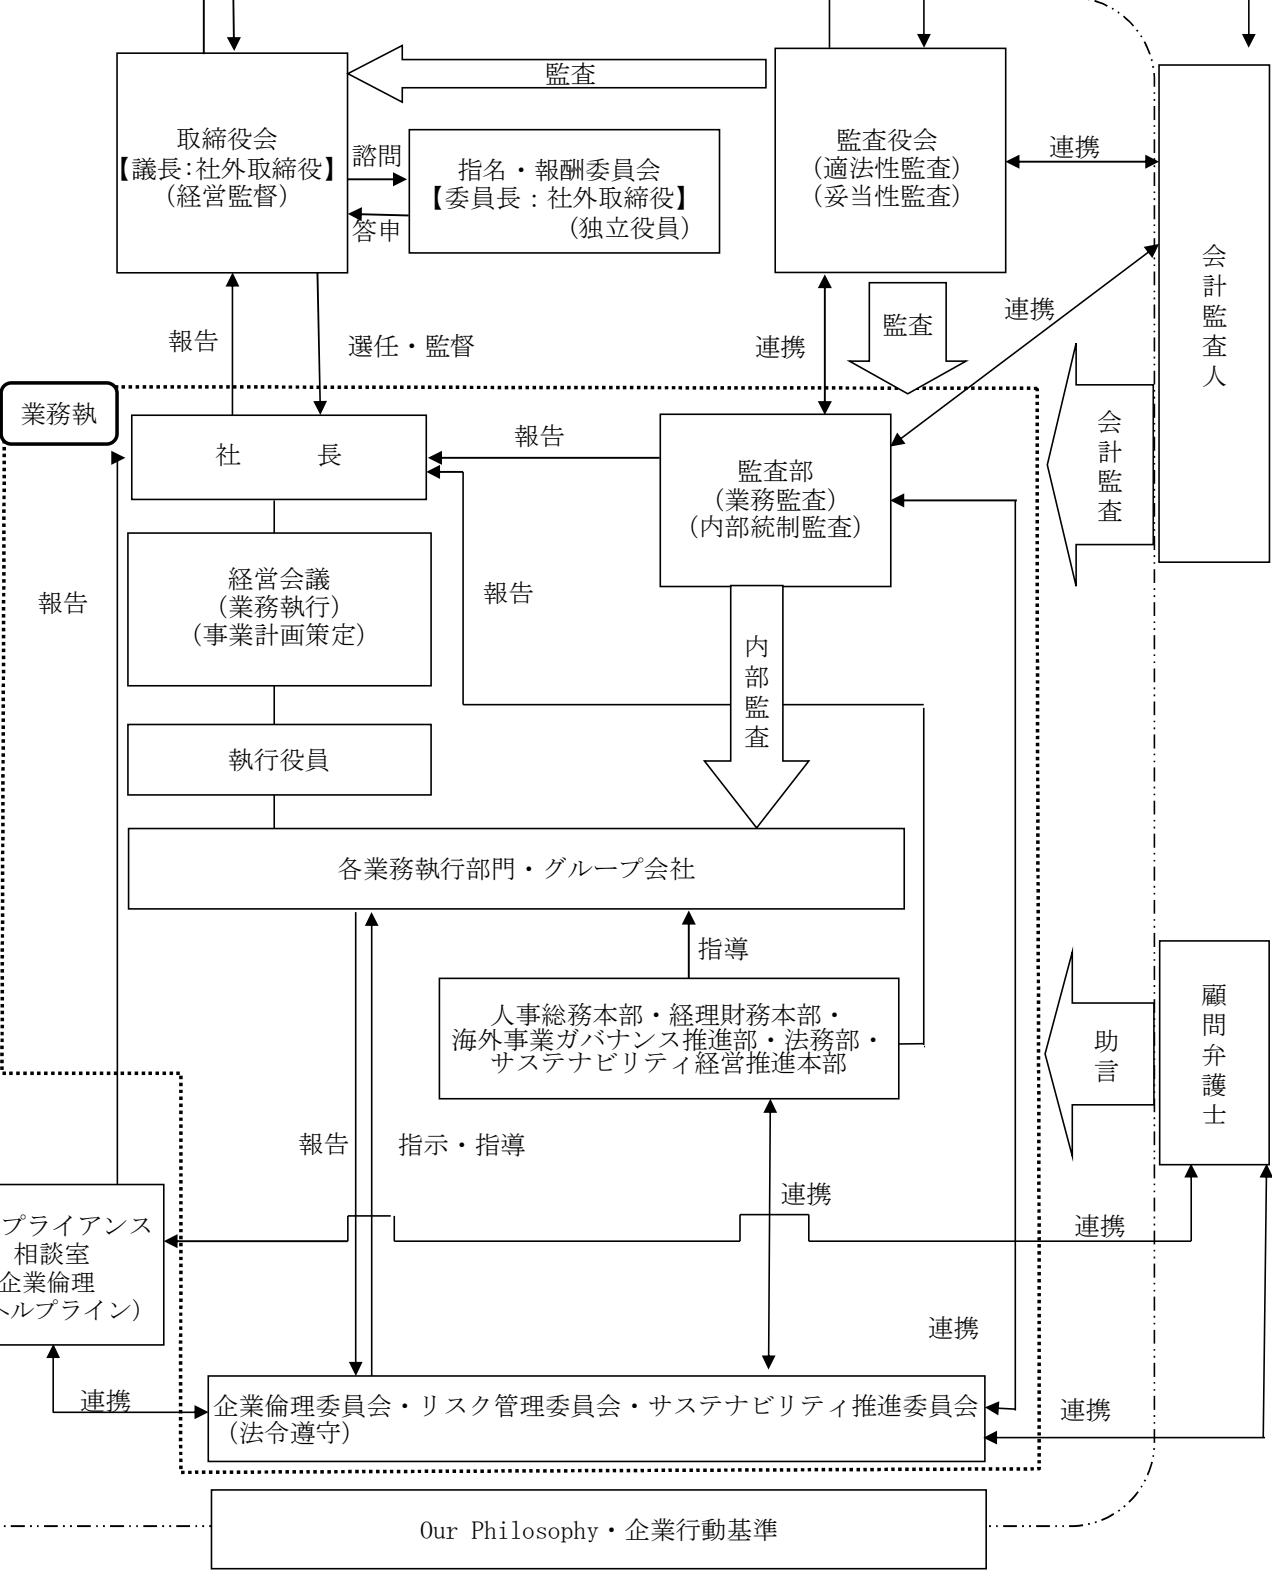 監査
取締役会
【議長:社外取締役】
(経営監督)
諮問
答申
指名・報酬委員会
【委員長:社外取締役】
(独立役員)
監査役会
(適法性監査)
(妥当性監査)
連携
会計監査人
報告
選任・監督
連携
監査
連携
業務執
社 長
報告
監査部
(業務監査)
(内部統制監査)
会計監査
経営会議
(業務執行)
(事業計画策定)
報告
報告
内部監査
執行役員
各業務執行部門・グループ会社
指導
人事総務本部・経理財務本部・
海外事業ガバナンス推進部・法務部・
サステナビリティ経営推進本部
助言
顧問弁護士
報告
指示・指導
連携
連携
プライアンス
相談室
企業倫理
ヘルプライン)
連携
連携
企業倫理委員会・リスク管理委員会・サステナビリティ推進委員会
(法令遵守)
連携
Our Philosophy・企業行動基準